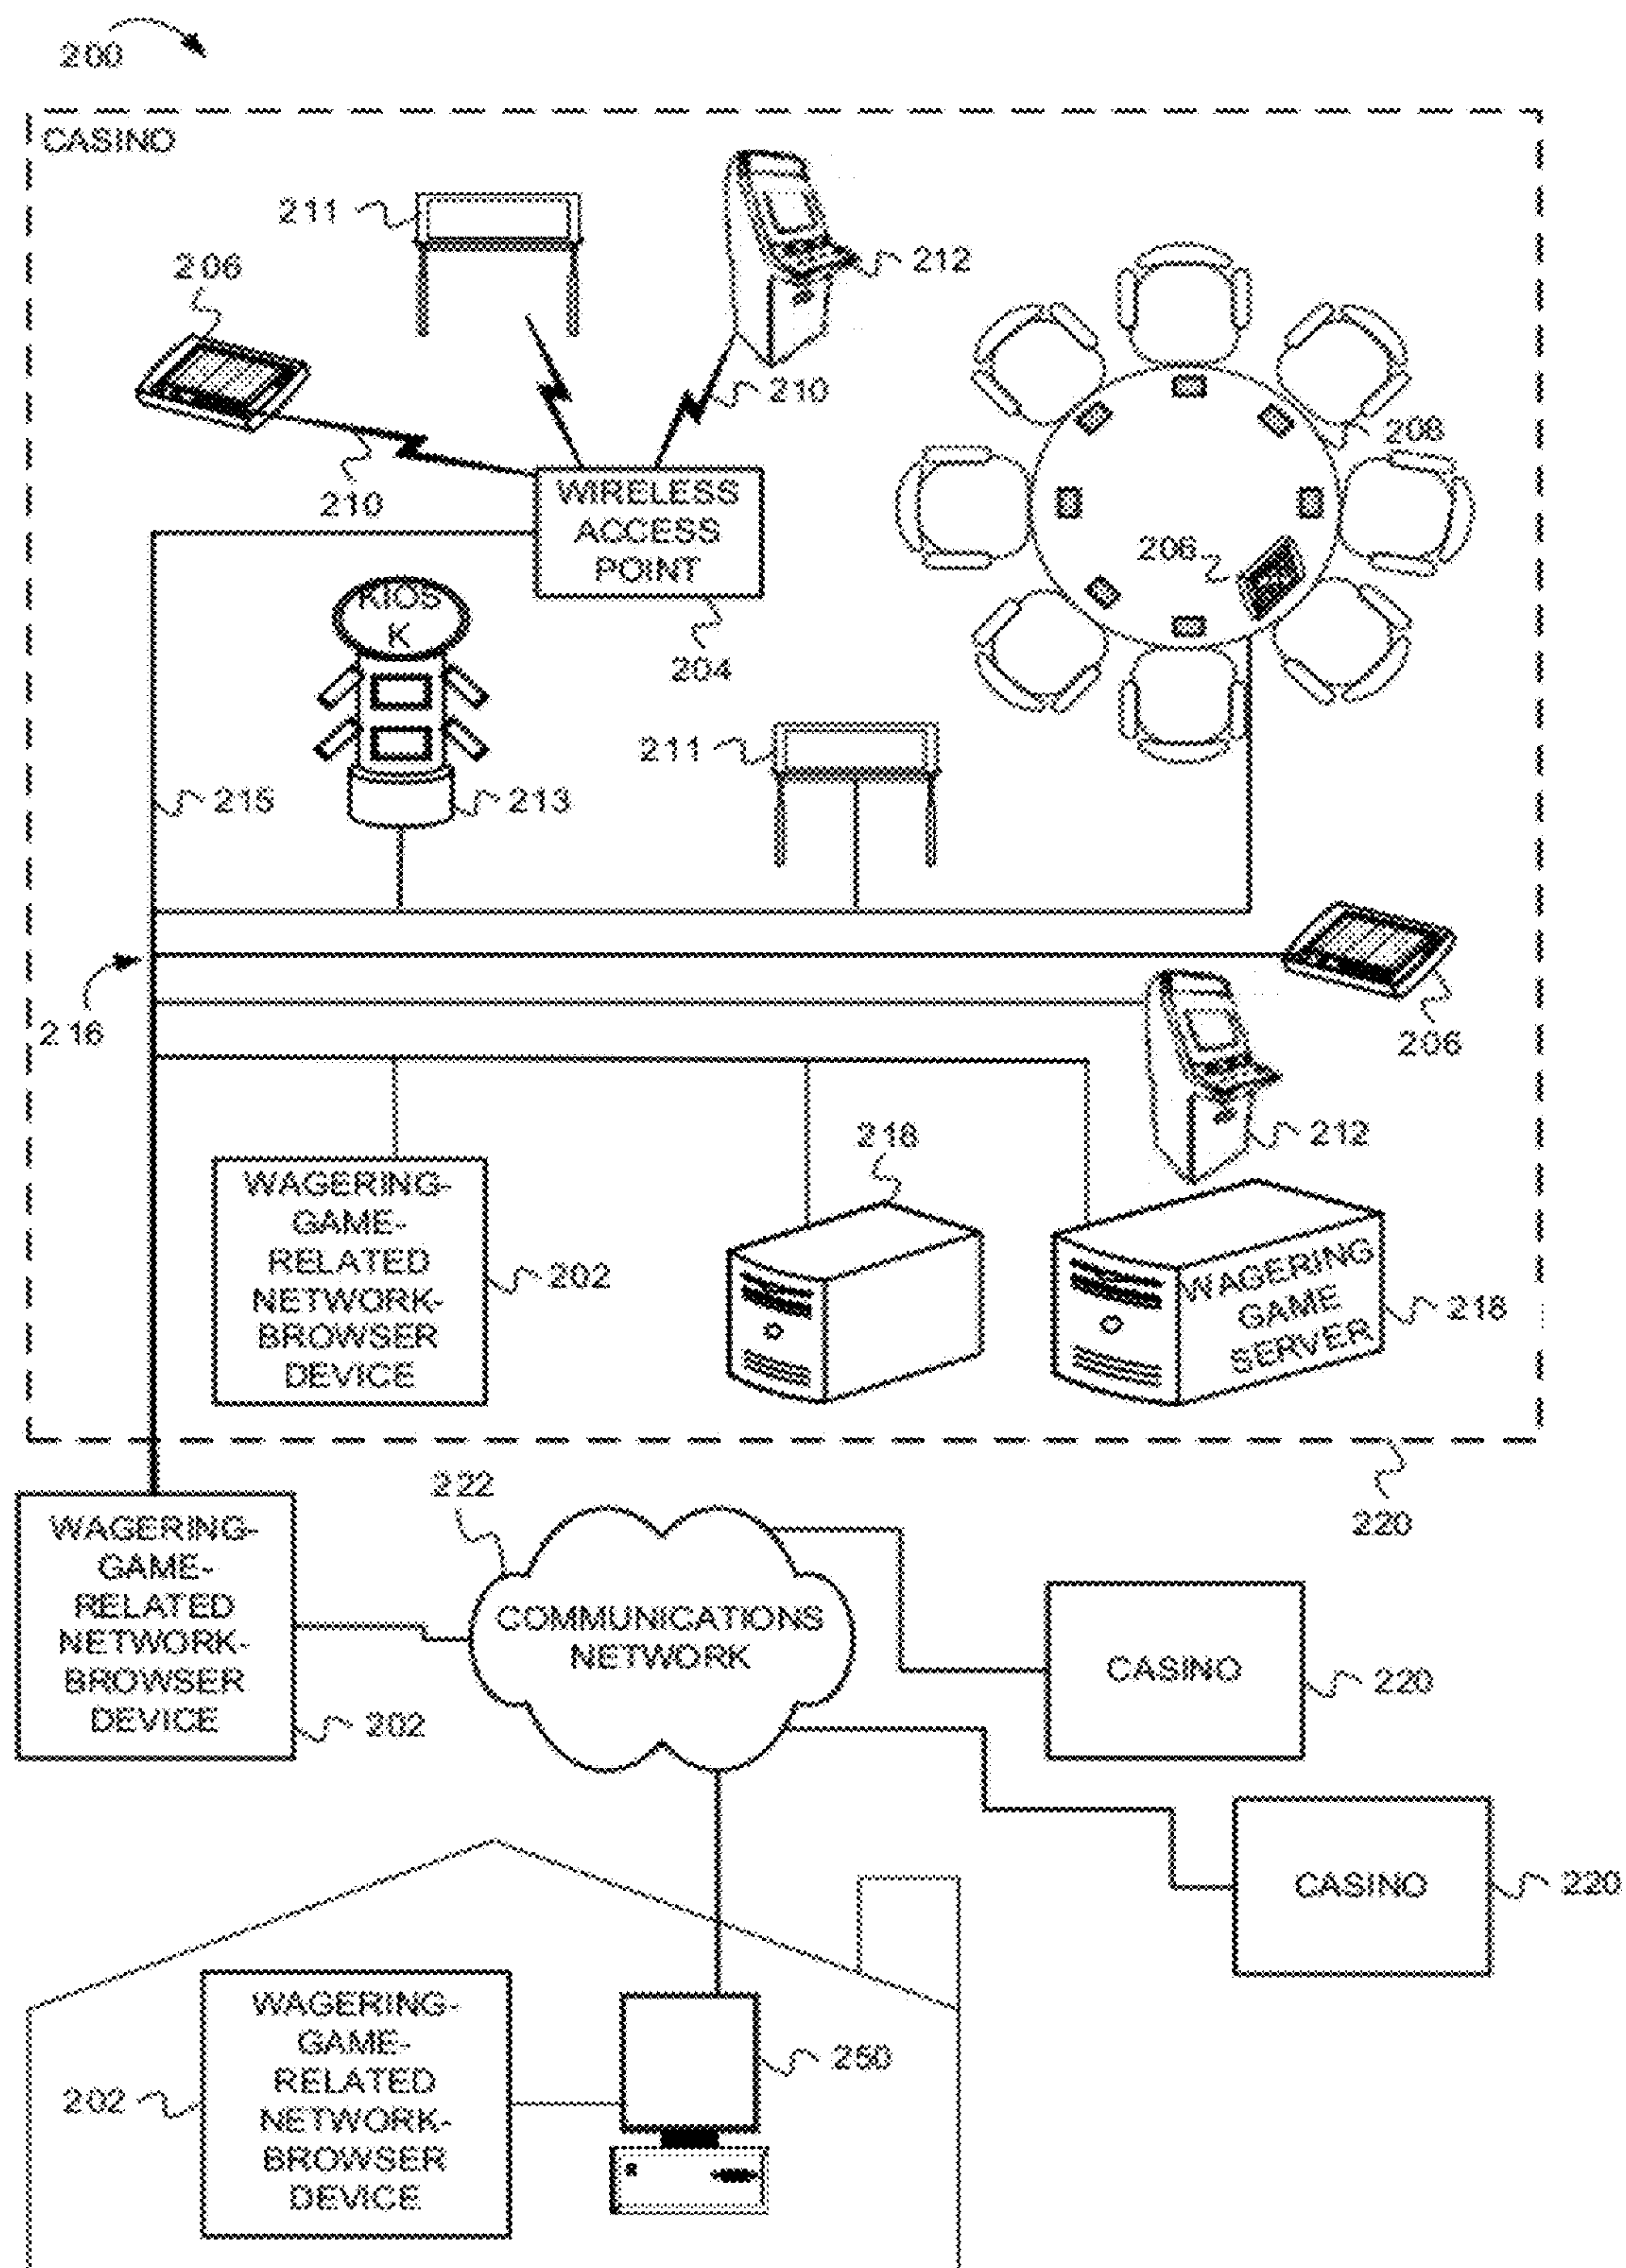 200
CASINO
211
212
206
210
210
208
WIRELESS
ACCESS
POINT
206
KIOS
K
204
211
215
213
216
206
218
212
WAGERING-
GAME-
RELATED
NETWORK-
BROWSER
DEVICE
202
WAGERING
GAME
SERVER
218
222
220
WAGERING-
GAME-
RELATED
NETWORK-
BROWSER
DEVICE
202
COMMUNICATIONS
NETWORK
CASINO
220
CASINO
220
WAGERING-
GAME-
RELATED
NETWORK-
BROWSER
DEVICE
202
250